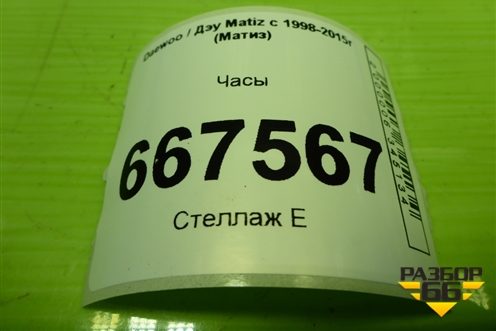 Daewoo / Дэу Matiz с 1998-2015г
(Матиз)
Часы
667567
Стеллаж Е
РАЗБОР
66